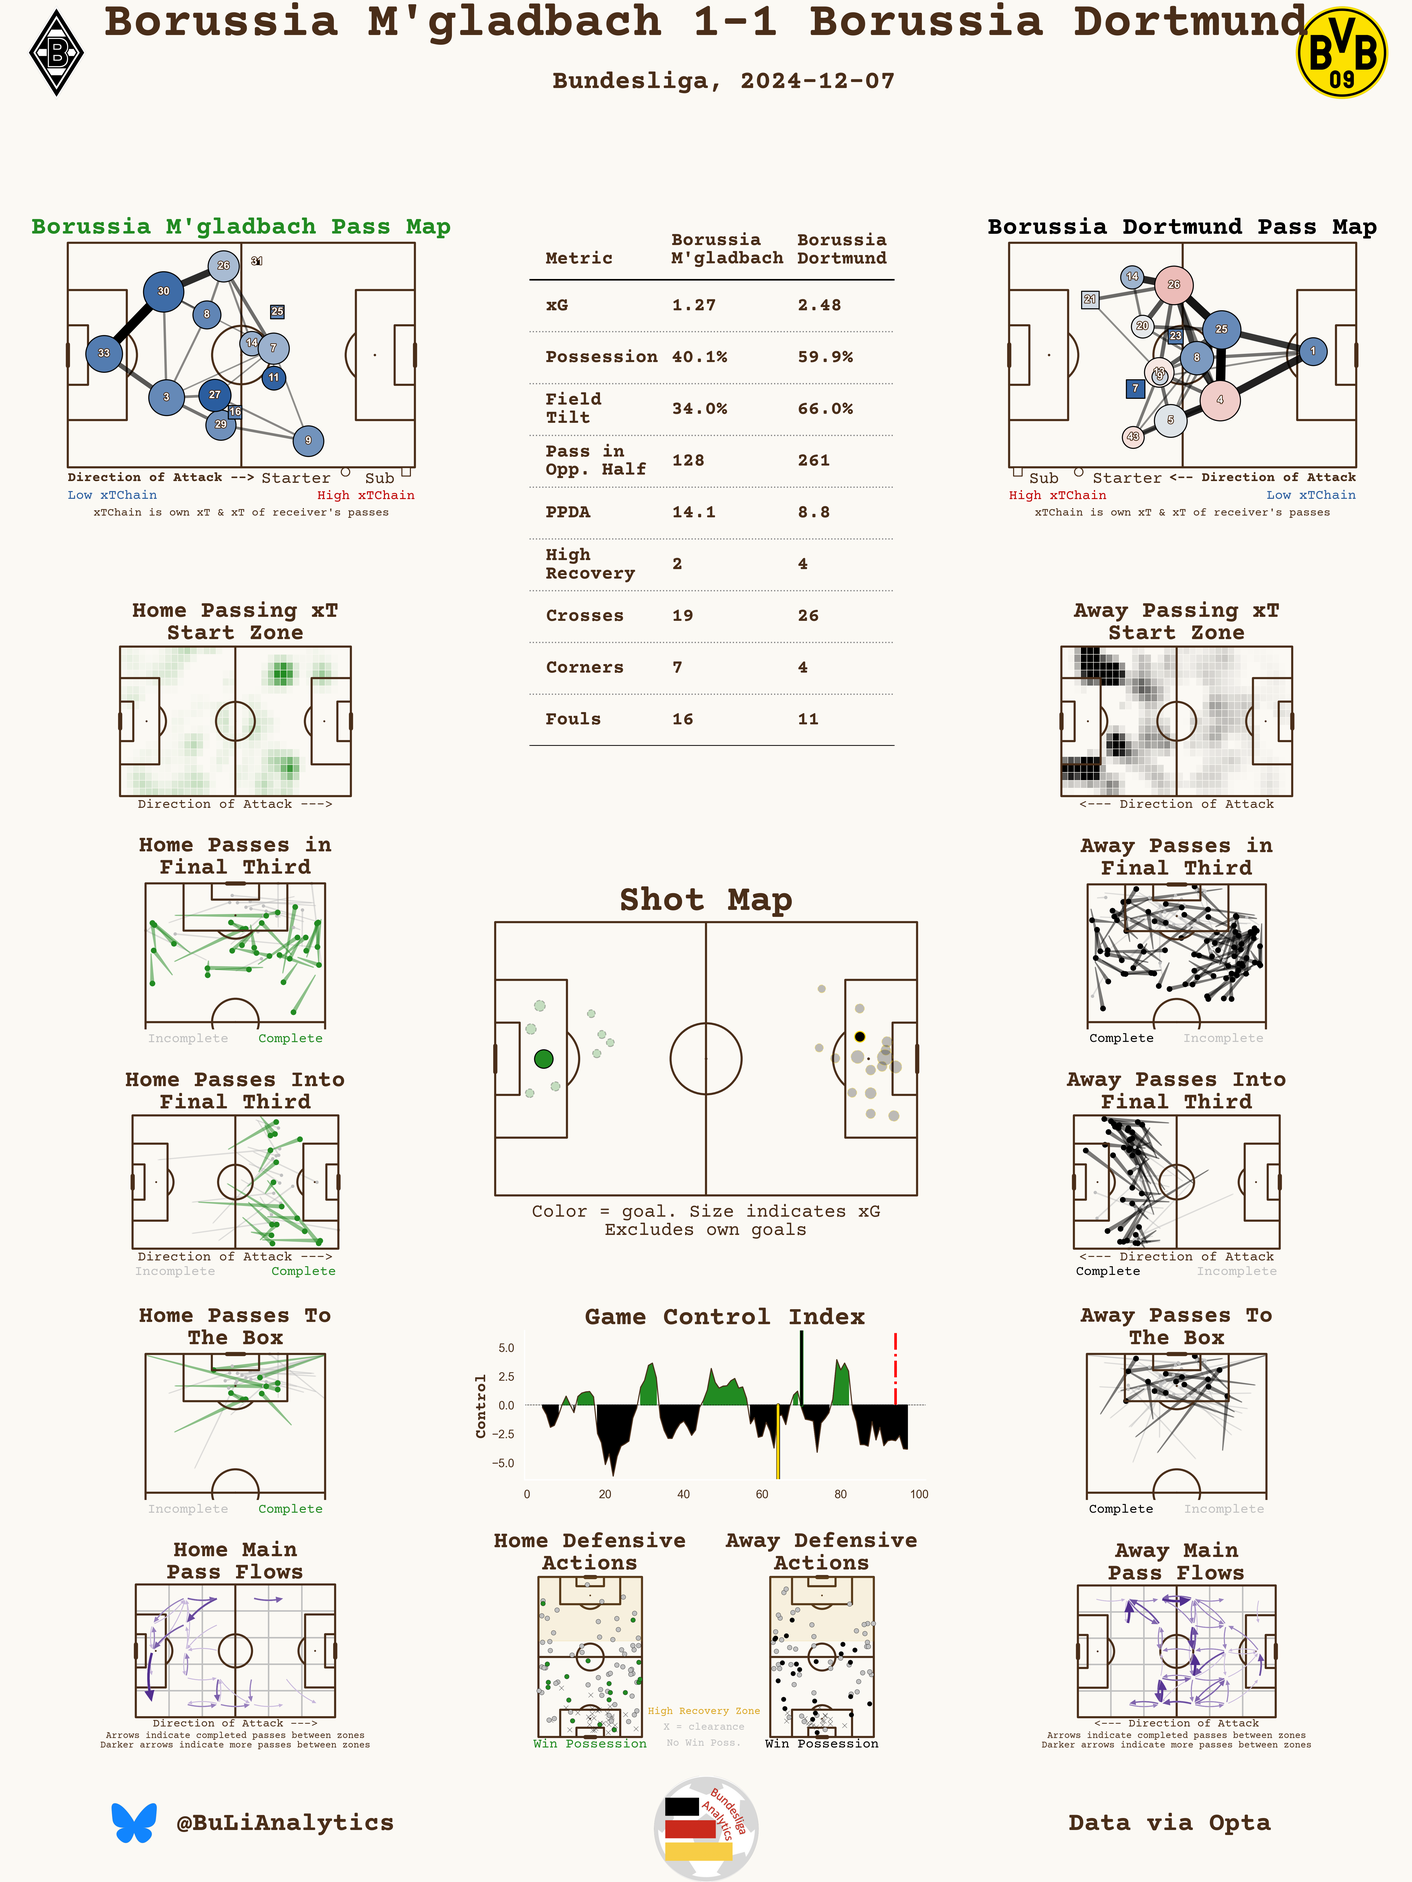 Borussia M'gladbach 1-1 Borussia Dortmund
Bundesliga, 2024-12-07
B
BVB
09
Borussia M'gladbach Pass Map
26
31
30
8
25
33
14
7
11
3
27
16
29
9
Direction of Attack --> Starter Sub
Low xTChain High xTChain
xTChain is own xT & xT of receiver's passes
Metric Borussia M'gladbach Borussia Dortmund
xG 1.27 2.48
Possession 40.1% 59.9%
Field Tilt 34.0% 66.0%
Pass in Opp. Half 128 261
PPDA 14.1 8.8
High Recovery 2 4
Crosses 19 26
Corners 7 4
Fouls 16 11
Borussia Dortmund Pass Map
14
26
21
20
23
25
8
1
13
9
7
4
5
43
Sub Starter <-- Direction of Attack
High xTChain Low xTChain
xTChain is own xT & xT of receiver's passes
Home Passing xT
Start Zone
Direction of Attack --->
Away Passing xT
Start Zone
<--- Direction of Attack
Home Passes in
Final Third
Incomplete Complete
Away Passes in
Final Third
Complete Incomplete
Shot Map
Color = goal. Size indicates xG
Excludes own goals
Home Passes Into
Final Third
Direction of Attack --->
Incomplete Complete
Away Passes Into
Final Third
<--- Direction of Attack
Complete Incomplete
Home Passes To
The Box
Incomplete Complete
Game Control Index
Control
5.0
2.5
0.0
−2.5
−5.0
0 20 40 60 80 100
Away Passes To
The Box
Complete Incomplete
Home Main
Pass Flows
Direction of Attack --->
Arrows indicate completed passes between zones
Darker arrows indicate more passes between zones
Home Defensive
Actions
Win Possession
Away Defensive
Actions
Win Possession
High Recovery Zone
X = clearance
No Win Poss.
Away Main
Pass Flows
<--- Direction of Attack
Arrows indicate completed passes between zones
Darker arrows indicate more passes between zones
@BuLiAnalytics
Bundesliga
Analytics
Data via Opta